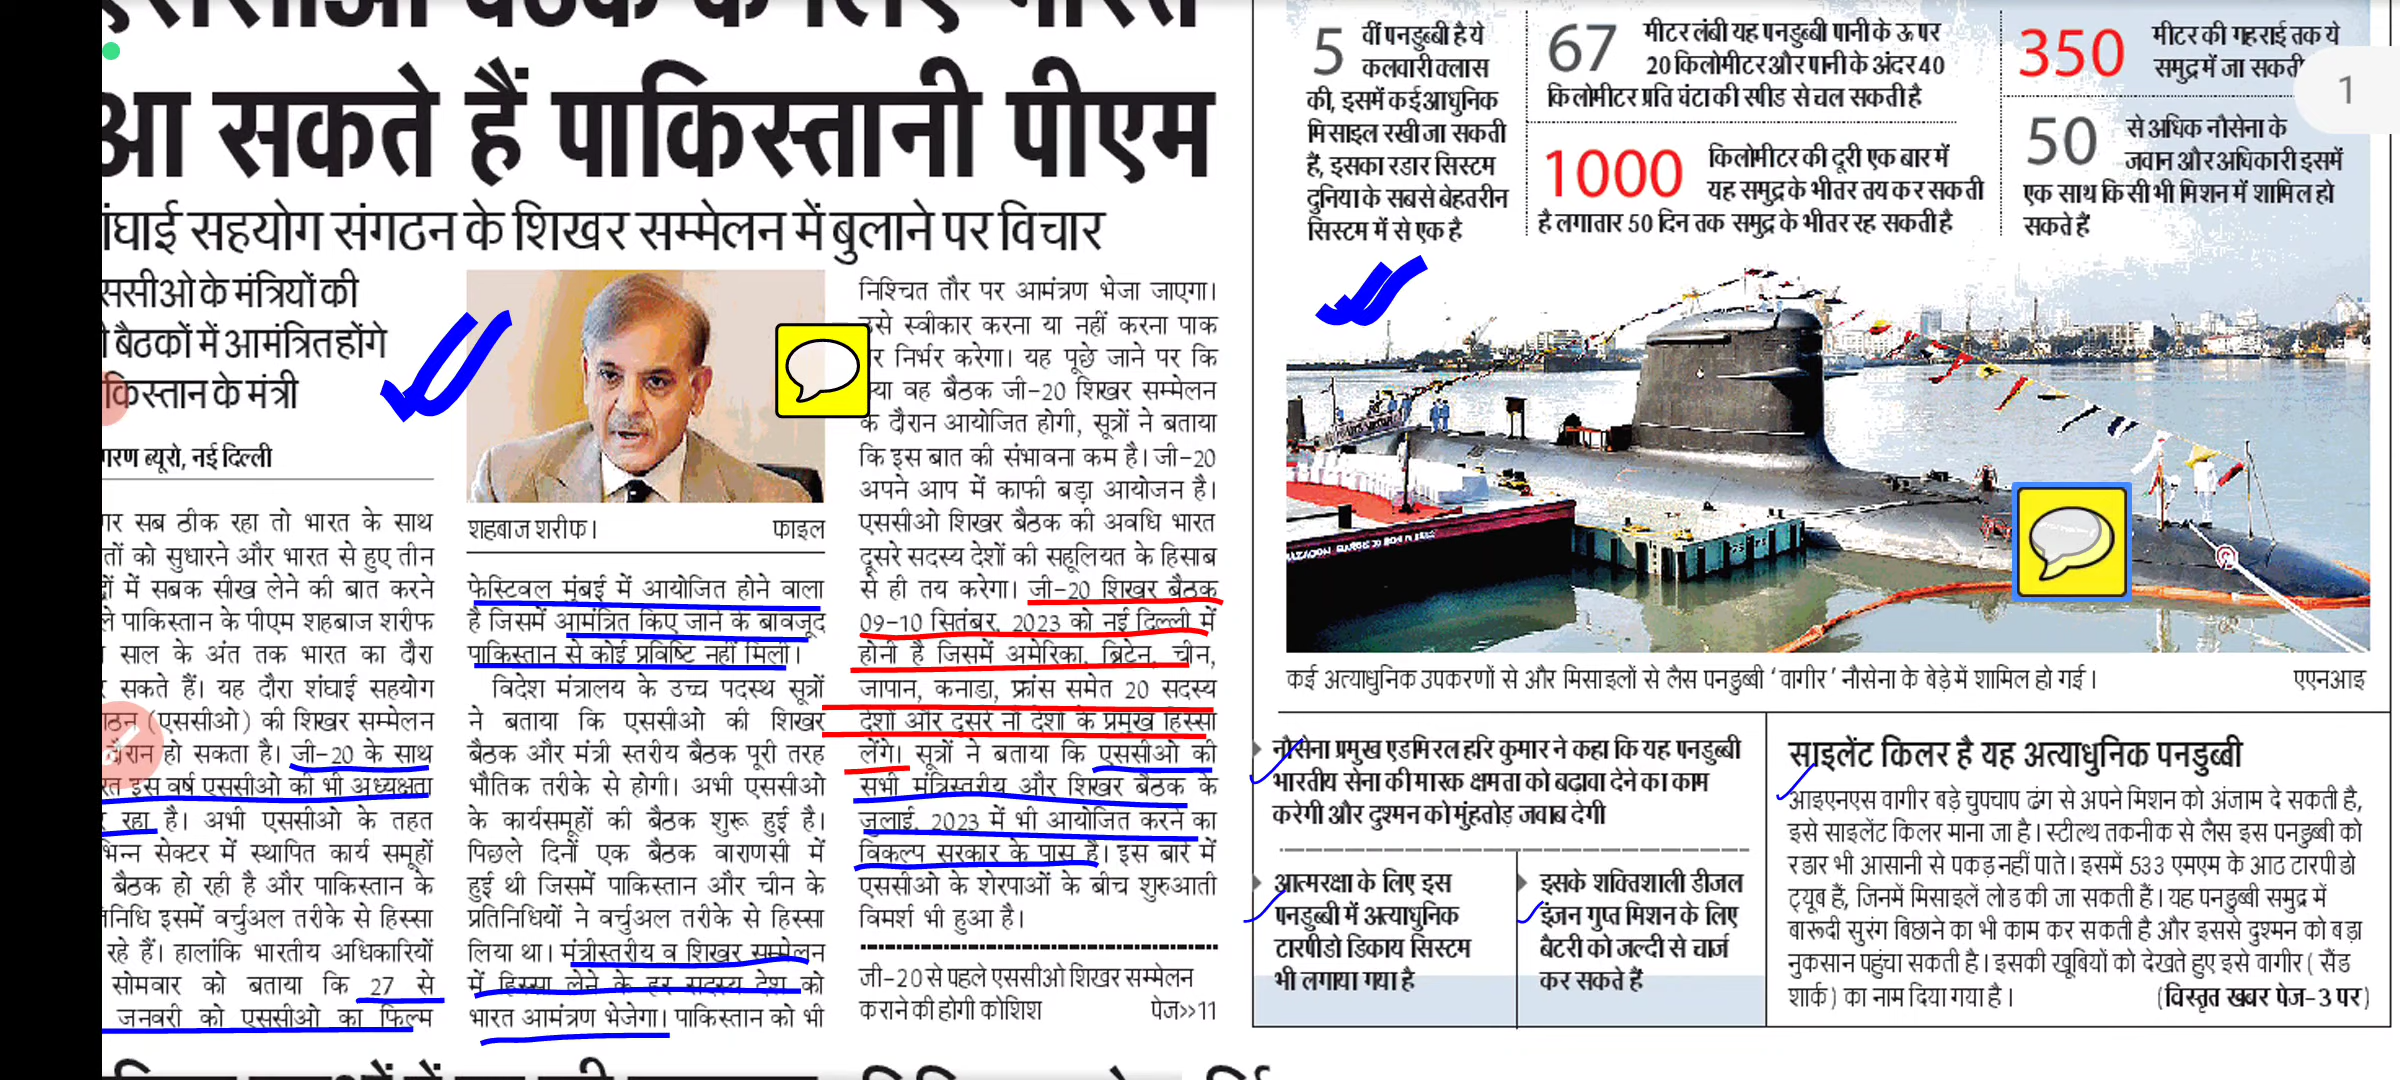 आ सकते हैं पाकिस्तानी पीएम
शंघाई सहयोग संगठन के शिखर सम्मेलन में बुलाने पर विचार
एससीओ के मंत्रियों की
बैठकों में आमंत्रित होंगे
किस्तान के मंत्री
गरण ब्यूरो, नई दिल्ली
गर सब ठीक रहा तो भारत के साथ
तों को सुधारने और भारत से हुए तीन
में सबक सीख लेने की बात करने
ले पाकिस्तान के पीएम शहबाज शरीफ
साल के अंत तक भारत का दौरा
सकते हैं। यह दौरा शंघाई सहयोग
गठन (एससीओ) की शिखर सम्मेलन
दौरान हो सकता है। जी-20 के साथ
रत इस वर्ष एससीओ की भी अध्यक्षता
रहा है। अभी एससीओ के तहत
भिन्न सेक्टर में स्थापित कार्य समूहों
बैठक हो रही है और पाकिस्तान के
तिनिधि इसमें वर्चुअल तरीके से हिस्सा
रहे हैं। हालांकि भारतीय अधिकारियों
सोमवार को बताया कि 27 से
जनवरी को एससीओ का फिल्म
शहबाज शरीफ। फाइल
फेस्टिवल मुंबई में आयोजित होने वाला
है जिसमें आमंत्रित किए जाने के बावजूद
पाकिस्तान से कोई प्रविष्टि नहीं मिली।
विदेश मंत्रालय के उच्च पदस्थ सूत्रों
ने बताया कि एससीओ की शिखर
बैठक और मंत्री स्तरीय बैठक पूरी तरह
भौतिक तरीके से होगी। अभी एससीओ
के कार्यसमूहों की बैठक शुरू हुई है।
पिछले दिनों एक बैठक वाराणसी में
हुई थी जिसमें पाकिस्तान और चीन के
प्रतिनिधियों ने वर्चुअल तरीके से हिस्सा
लिया था। मंत्रीस्तरीय व शिखर सम्मेलन
में हिस्सा लेने के हर सदस्य देश को
भारत आमंत्रण भेजेगा। पाकिस्तान को भी
निश्चित तौर पर आमंत्रण भेजा जाएगा।
उसे स्वीकार करना या नहीं करना पाक
पर निर्भर करेगा। यह पूछे जाने पर कि
क्या वह बैठक जी-20 शिखर सम्मेलन
के दौरान आयोजित होगी, सूत्रों ने बताया
कि इस बात की संभावना कम है। जी-20
अपने आप में काफी बड़ा आयोजन है।
एससीओ शिखर बैठक की अवधि भारत
दूसरे सदस्य देशों की सहूलियत के हिसाब
से ही तय करेगा। जी-20 शिखर बैठक
09-10 सितंबर, 2023 को नई दिल्ली में
होनी है जिसमें अमेरिका, ब्रिटेन, चीन,
जापान, कनाडा, फ्रांस समेत 20 सदस्य
देशों और दूसरे नौ देशों के प्रमुख हिस्सा
लेंगे। सूत्रों ने बताया कि एससीओ की
सभी मंत्रिस्तरीय और शिखर बैठक के
जुलाई, 2023 में भी आयोजित करने का
विकल्प सरकार के पास है। इस बारे में
एससीओ के शेरपाओं के बीच शुरुआती
विमर्श भी हुआ है।
जी-20 से पहले एससीओ शिखर सम्मेलन
कराने की होगी कोशिश पेज>>11
5 वीं पनडुब्बी है ये
कलवारी क्लास
की, इसमें कई आधुनिक
मिसाइल रखी जा सकती
हैं, इसका रडार सिस्टम
दुनिया के सबसे बेहतरीन
सिस्टम में से एक है
67 मीटर लंबी यह पनडुब्बी पानी के ऊपर
20 किलोमीटर और पानी के अंदर 40
किलोमीटर प्रति घंटा की स्पीड से चल सकती है
1000 किलोमीटर की दूरी एक बार में
यह समुद्र के भीतर तय कर सकती
है लगातार 50 दिन तक समुद्र के भीतर रह सकती है
350 मीटर की गहराई तक ये
समुद्र में जा सकती
1
50 से अधिक नौसेना के
जवान और अधिकारी इसमें
एक साथ किसी भी मिशन में शामिल हो
सकते हैं
कई अत्याधुनिक उपकरणों से और मिसाइलों से लैस पनडुब्बी 'वागीर' नौसेना के बेड़े में शामिल हो गई। एएनआइ
नौसेना प्रमुख एडमिरल हरि कुमार ने कहा कि यह पनडुब्बी
भारतीय सेना की मारक क्षमता को बढ़ावा देने का काम
करेगी और दुश्मन को मुंहतोड़ जवाब देगी
आत्मरक्षा के लिए इस
पनडुब्बी में अत्याधुनिक
टारपीडो डिकाय सिस्टम
भी लगाया गया है
इसके शक्तिशाली डीजल
इंजन गुप्त मिशन के लिए
बैटरी को जल्दी से चार्ज
कर सकते हैं
साइलेंट किलर है यह अत्याधुनिक पनडुब्बी
आइएनएस वागीर बड़े चुपचाप ढंग से अपने मिशन को अंजाम दे सकती है,
इसे साइलेंट किलर माना जा है। स्टील्थ तकनीक से लैस इस पनडुब्बी को
रडार भी आसानी से पकड़ नहीं पाते। इसमें 533 एमएम के आठ टारपीडो
ट्यूब हैं, जिनमें मिसाइलें लोड की जा सकती हैं। यह पनडुब्बी समुद्र में
बारूदी सुरंग बिछाने का भी काम कर सकती है और इससे दुश्मन को बड़ा
नुकसान पहुंचा सकती है। इसकी खूबियों को देखते हुए इसे वागीर ( सैंड
शार्क) का नाम दिया गया है। (विस्तृत खबर पेज-3 पर)